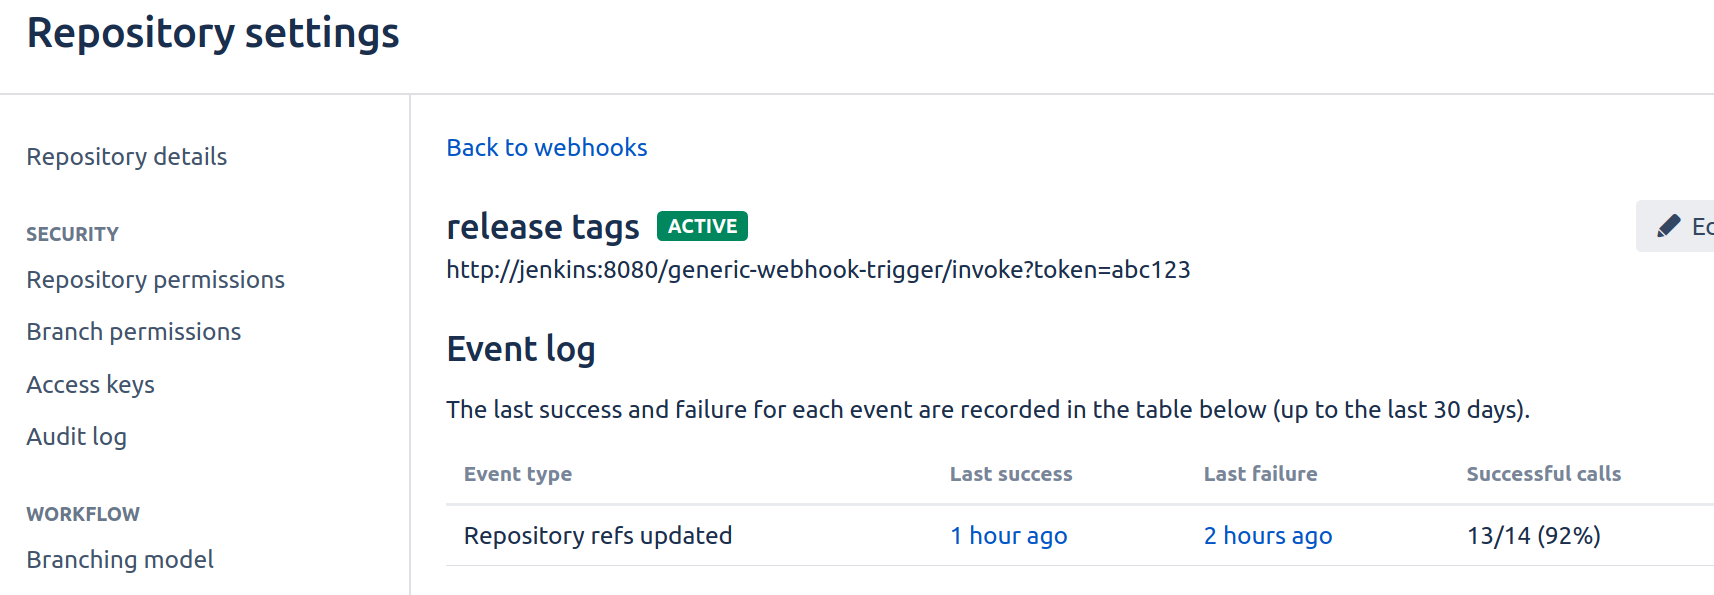 Repository settings
Repository details
SECURITY
Repository permissions
Branch permissions
Access keys
Audit log
WORKFLOW
Branching model
Back to webhooks
release tags ACTIVE
http://jenkins:8080/generic-webhook-trigger/invoke?token=abc123
Event log
The last success and failure for each event are recorded in the table below (up to the last 30 days).
Event type Last success Last failure Successful calls
Repository refs updated 1 hour ago 2 hours ago 13/14 (92%)